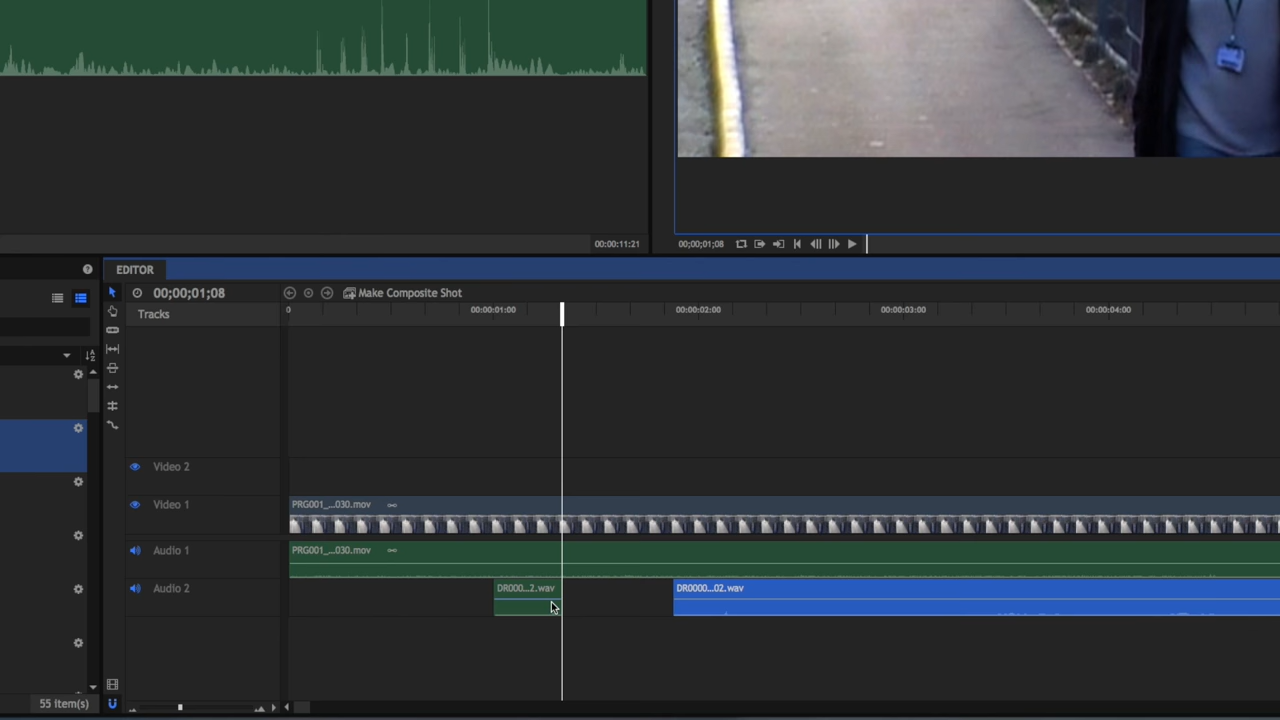 00:00:11:21
00;00;01;08
EDITOR
00;00;01;08
Make Composite Shot
Tracks
0
00:00:01:00
00:00:02:00
00:00:03:00
00:00:04:00
Video 2
Video 1
PRG001_...030.mov
Audio 1
PRG001_...030.mov
Audio 2
DR000...2.wav
DR0000...02.wav
55 Item(s)